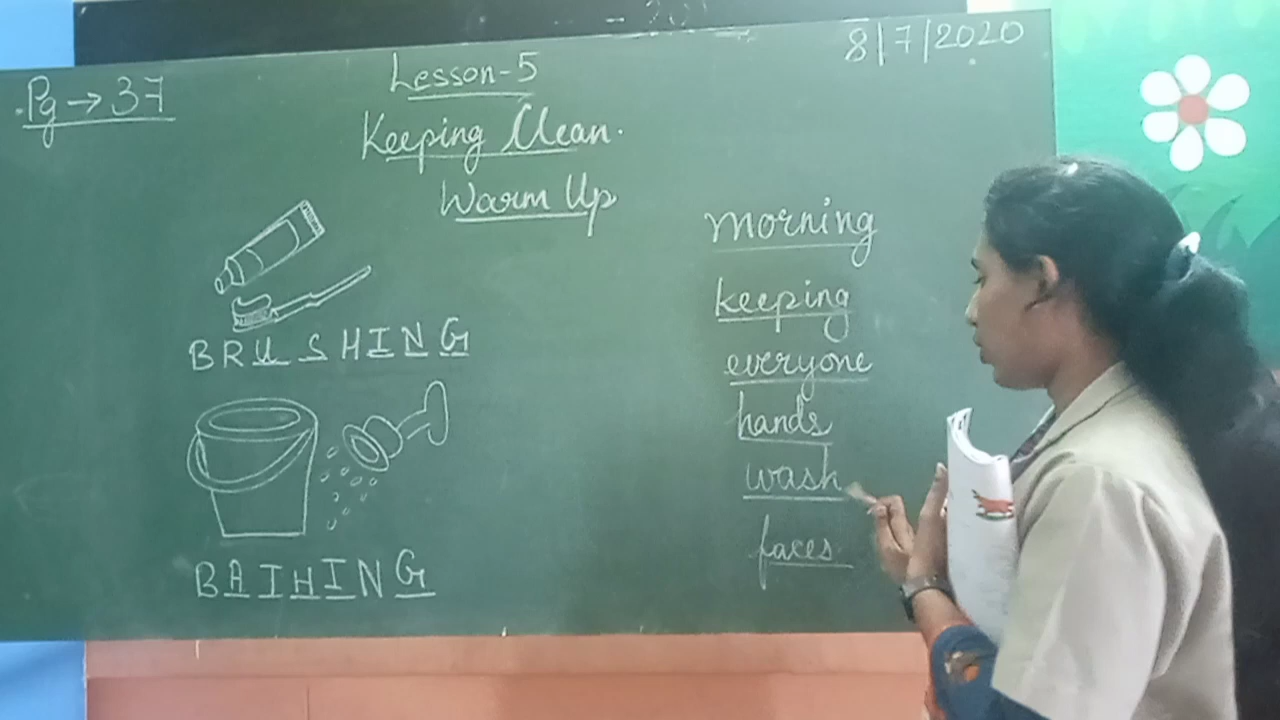 8/7/2020
Pg → 37
Lesson-5
Keeping Clean.
Warm Up
BRUSHING
BATHING
morning
keeping
everyone
hands
wash
faces.